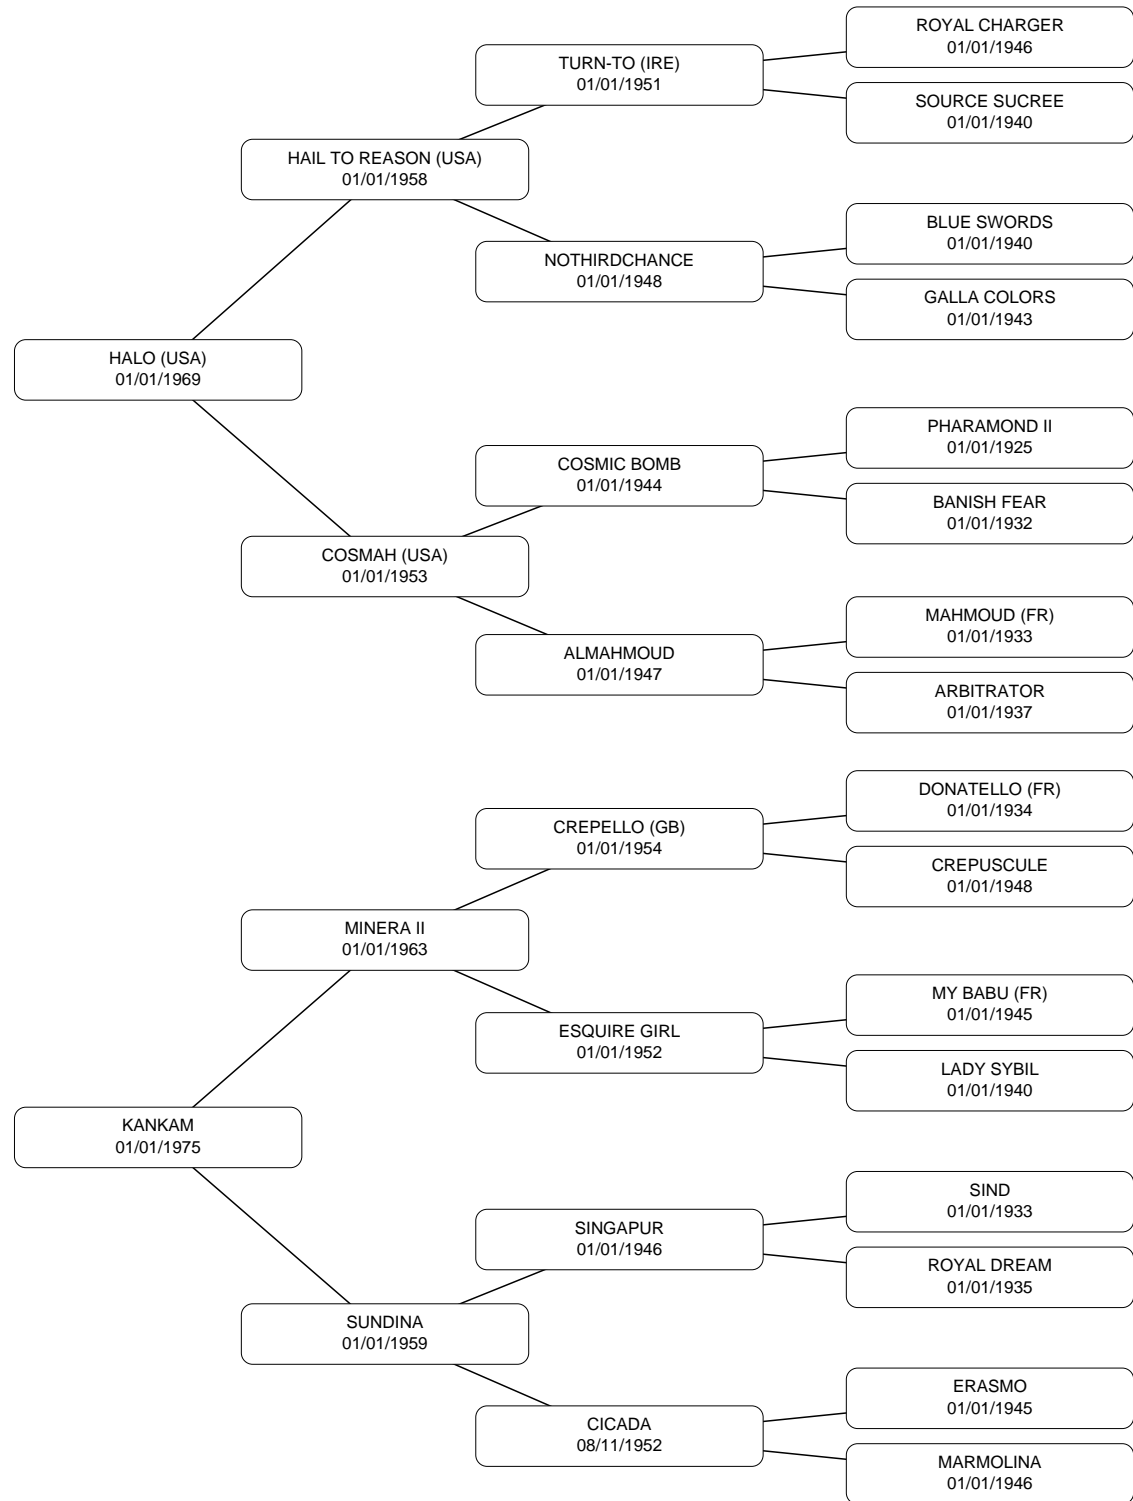 ROYAL CHARGER
01/01/1946
TURN-TO (IRE)
01/01/1951
SOURCE SUCREE
01/01/1940
HAIL TO REASON (USA)
01/01/1958
BLUE SWORDS
01/01/1940
NOTHIRDCHANCE
01/01/1948
GALLA COLORS
01/01/1943
HALO (USA)
01/01/1969
PHARAMOND II
01/01/1925
COSMIC BOMB
01/01/1944
BANISH FEAR
01/01/1932
COSMAH (USA)
01/01/1953
MAHMOUD (FR)
01/01/1933
ALMAHMOUD
01/01/1947
ARBITRATOR
01/01/1937
DONATELLO (FR)
01/01/1934
CREPELLO (GB)
01/01/1954
CREPUSCULE
01/01/1948
MINERA II
01/01/1963
MY BABU (FR)
01/01/1945
ESQUIRE GIRL
01/01/1952
LADY SYBIL
01/01/1940
KANKAM
01/01/1975
SIND
01/01/1933
SINGAPUR
01/01/1946
ROYAL DREAM
01/01/1935
SUNDINA
01/01/1959
ERASMO
01/01/1945
CICADA
08/11/1952
MARMOLINA
01/01/1946